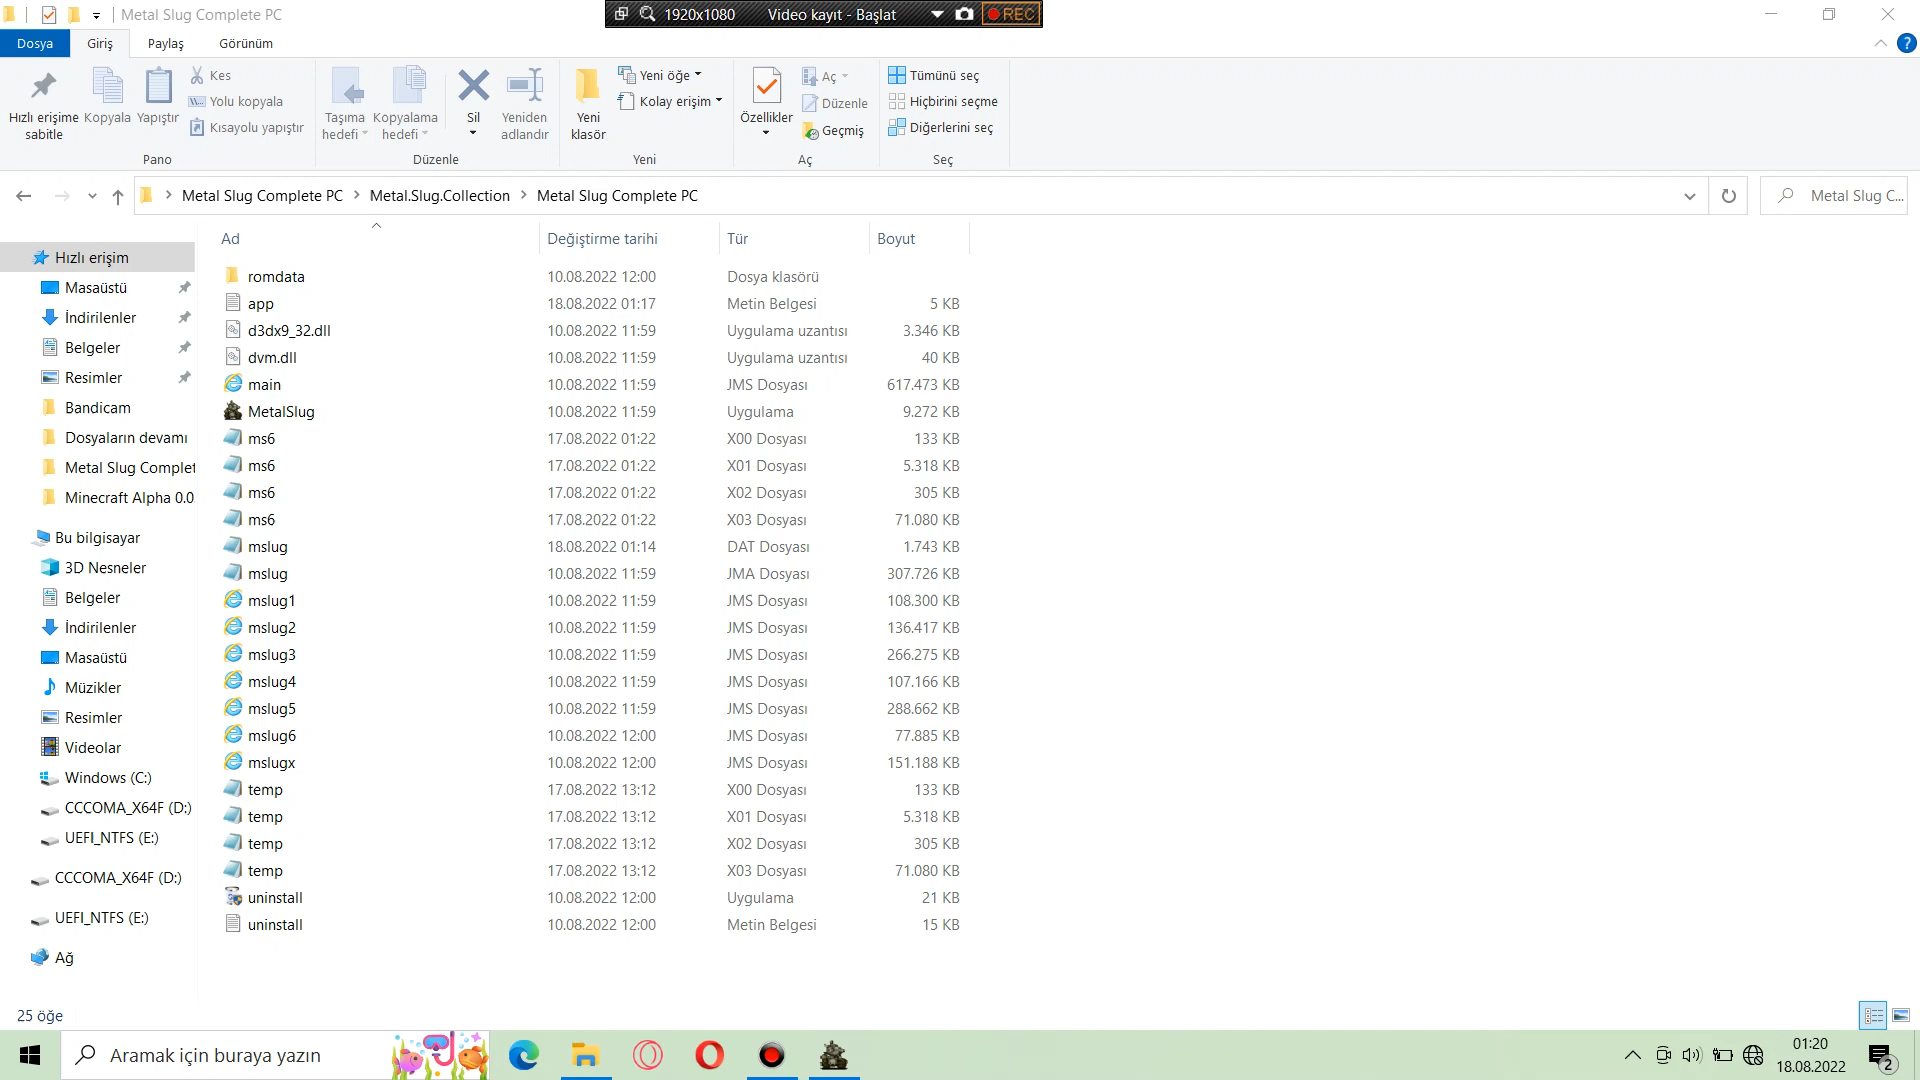 Metal Slug Complete PC
1920x1080 Video kayıt - Başlat REC
Dosya Giriş Paylaş Görünüm
Hızlı erişime sabitle
Kopyala
Yapıştır
Kes
Yolu kopyala
Kısayolu yapıştır
Pano
Taşıma hedefi
Kopyalama hedefi
Sil
Yeniden adlandır
Düzenle
Yeni klasör
Yeni öğe
Kolay erişim
Yeni
Özellikler
Aç
Düzenle
Geçmiş
Aç
Tümünü seç
Hiçbirini seçme
Diğerlerini seç
Seç
Metal Slug Complete PC > Metal.Slug.Collection > Metal Slug Complete PC
Metal Slug C...
Hızlı erişim
Masaüstü
İndirilenler
Belgeler
Resimler
Bandicam
Dosyaların devamı
Metal Slug Complet
Minecraft Alpha 0.0
Bu bilgisayar
3D Nesneler
Belgeler
İndirilenler
Masaüstü
Müzikler
Resimler
Videolar
Windows (C:)
CCCOMA_X64F (D:)
UEFI_NTFS (E:)
CCCOMA_X64F (D:)
UEFI_NTFS (E:)
Ağ
Ad Değiştirme tarihi Tür Boyut
romdata 10.08.2022 12:00 Dosya klasörü
app 18.08.2022 01:17 Metin Belgesi 5 KB
d3dx9_32.dll 10.08.2022 11:59 Uygulama uzantısı 3.346 KB
dvm.dll 10.08.2022 11:59 Uygulama uzantısı 40 KB
main 10.08.2022 11:59 JMS Dosyası 617.473 KB
MetalSlug 10.08.2022 11:59 Uygulama 9.272 KB
ms6 17.08.2022 01:22 X00 Dosyası 133 KB
ms6 17.08.2022 01:22 X01 Dosyası 5.318 KB
ms6 17.08.2022 01:22 X02 Dosyası 305 KB
ms6 17.08.2022 01:22 X03 Dosyası 71.080 KB
mslug 18.08.2022 01:14 DAT Dosyası 1.743 KB
mslug 10.08.2022 11:59 JMA Dosyası 307.726 KB
mslug1 10.08.2022 11:59 JMS Dosyası 108.300 KB
mslug2 10.08.2022 11:59 JMS Dosyası 136.417 KB
mslug3 10.08.2022 11:59 JMS Dosyası 266.275 KB
mslug4 10.08.2022 11:59 JMS Dosyası 107.166 KB
mslug5 10.08.2022 11:59 JMS Dosyası 288.662 KB
mslug6 10.08.2022 12:00 JMS Dosyası 77.885 KB
mslugx 10.08.2022 12:00 JMS Dosyası 151.188 KB
temp 17.08.2022 13:12 X00 Dosyası 133 KB
temp 17.08.2022 13:12 X01 Dosyası 5.318 KB
temp 17.08.2022 13:12 X02 Dosyası 305 KB
temp 17.08.2022 13:12 X03 Dosyası 71.080 KB
uninstall 10.08.2022 12:00 Uygulama 21 KB
uninstall 10.08.2022 12:00 Metin Belgesi 15 KB
25 öğe
Aramak için buraya yazın
01:20
18.08.2022
2